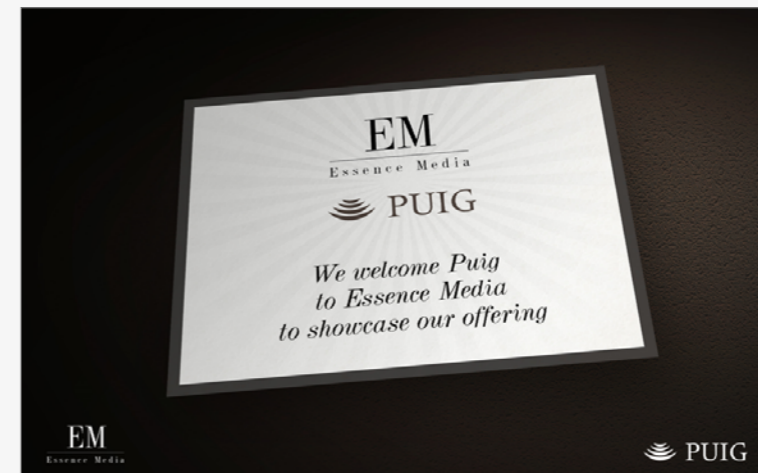 EM
Essence Media
PUIG
We welcome Puig
to Essence Media
to showcase our offering
EM
Essence Media
PUIG